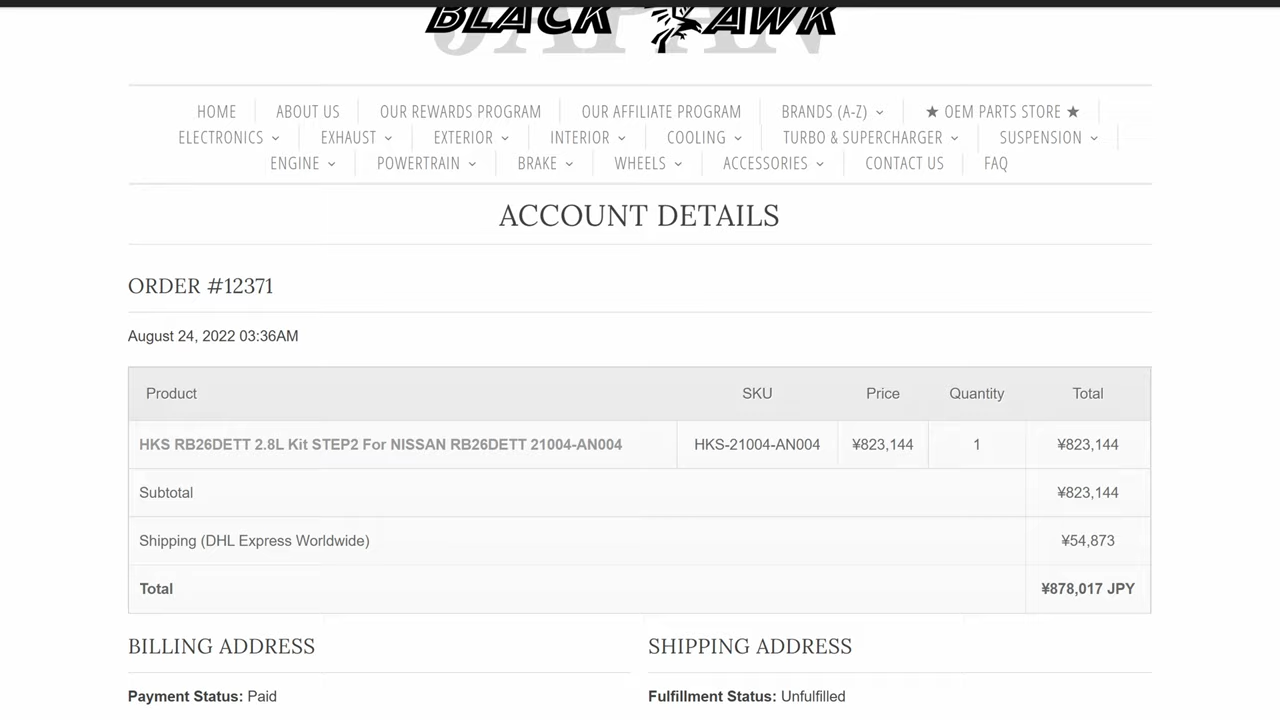 BLACK HAWK
JAPAN
HOME ABOUT US OUR REWARDS PROGRAM OUR AFFILIATE PROGRAM BRANDS (A-Z) ★ OEM PARTS STORE ★
ELECTRONICS EXHAUST EXTERIOR INTERIOR COOLING TURBO & SUPERCHARGER SUSPENSION
ENGINE POWERTRAIN BRAKE WHEELS ACCESSORIES CONTACT US FAQ
ACCOUNT DETAILS
ORDER #12371
August 24, 2022 03:36AM
Product SKU Price Quantity Total
HKS RB26DETT 2.8L Kit STEP2 For NISSAN RB26DETT 21004-AN004 HKS-21004-AN004 ¥823,144 1 ¥823,144
Subtotal ¥823,144
Shipping (DHL Express Worldwide) ¥54,873
Total ¥878,017 JPY
BILLING ADDRESS SHIPPING ADDRESS
Payment Status: Paid Fulfillment Status: Unfulfilled